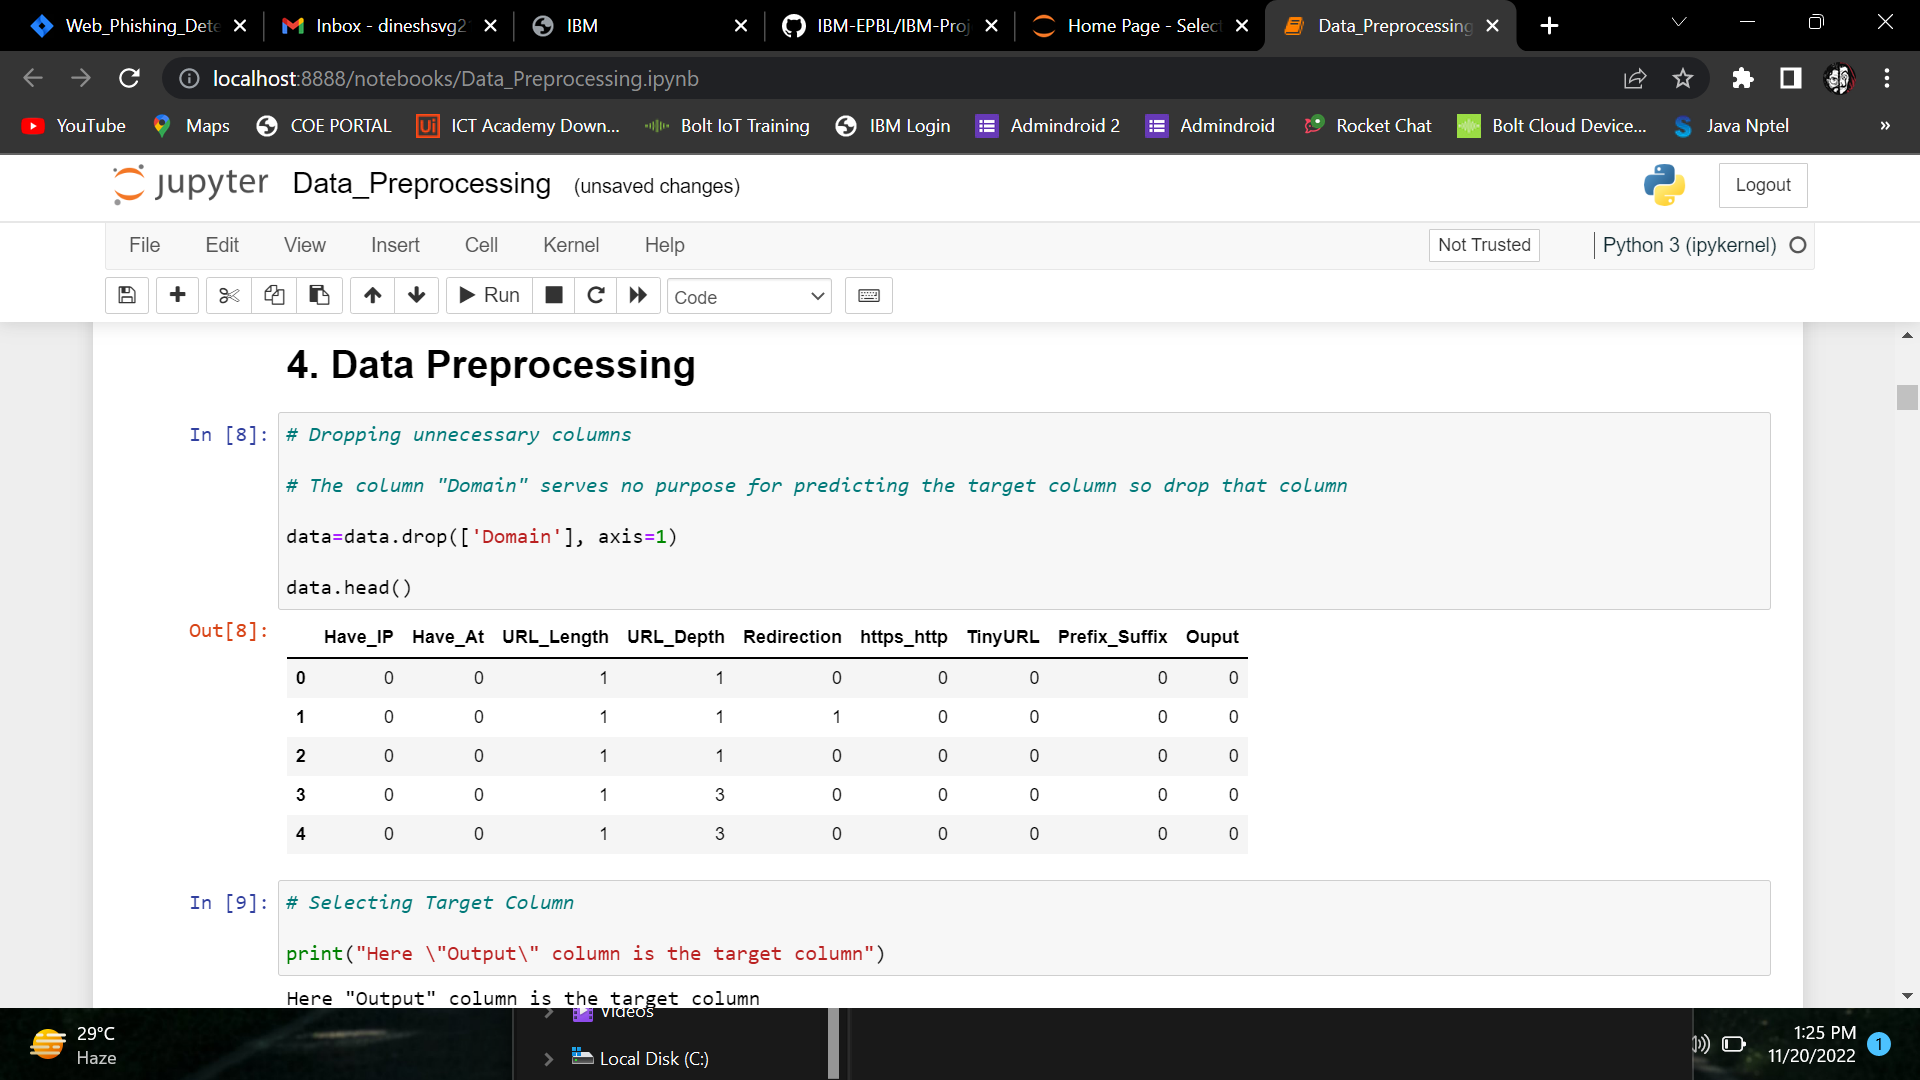 Web_Phishing_Dete
Inbox - dineshsvg2
IBM
IBM-EPBL/IBM-Proj
Home Page - Select
Data_Preprocessing
localhost:8888/notebooks/Data_Preprocessing.ipynb
YouTube Maps COE PORTAL Ui ICT Academy Down... Bolt IoT Training IBM Login Admindroid 2 Admindroid Rocket Chat Bolt Cloud Device... Java Nptel »
jupyter Data_Preprocessing (unsaved changes) Logout
File Edit View Insert Cell Kernel Help Not Trusted Python 3 (ipykernel)
Run Code
4. Data Preprocessing
In [8]: # Dropping unnecessary columns
# The column "Domain" serves no purpose for predicting the target column so drop that column
data=data.drop(['Domain'], axis=1)
data.head()
Out[8]:
Have_IP Have_At URL_Length URL_Depth Redirection https_http TinyURL Prefix_Suffix Ouput
0 0 0 1 1 0 0 0 0 0
1 0 0 1 1 1 0 0 0 0
2 0 0 1 1 0 0 0 0 0
3 0 0 1 3 0 0 0 0 0
4 0 0 1 3 0 0 0 0 0
In [9]: # Selecting Target Column
print("Here \"Output\" column is the target column")
Here "Output" column is the target column
Videos
Local Disk (C:)
29°C
Haze
1:25 PM
11/20/2022
1